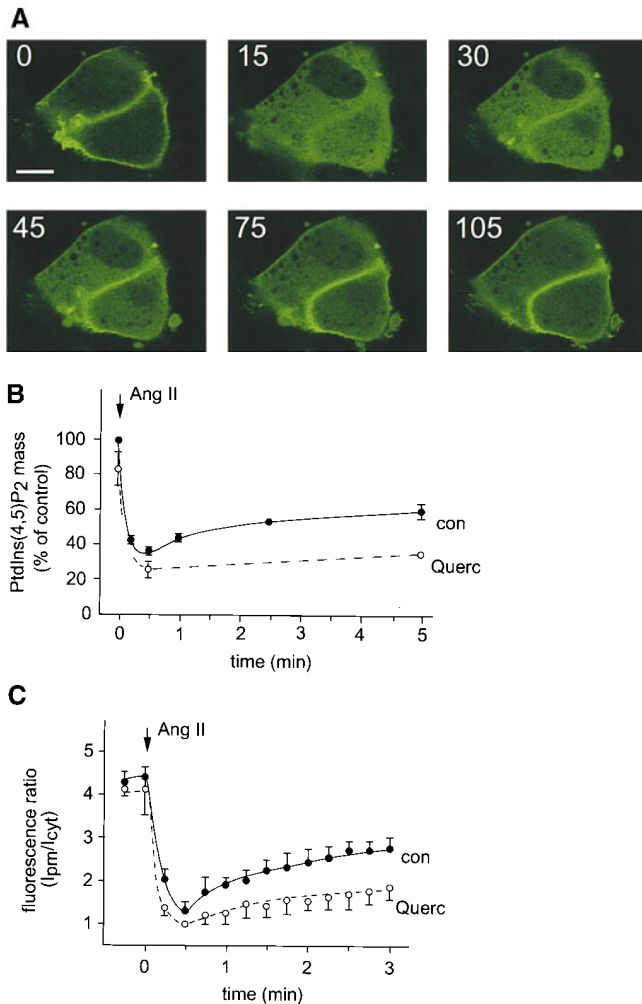 A
0
15
30
45
75
105
B
Ang II
PtdIns(4,5)P2 mass
(% of control)
100
80
60
40
20
0
con
Querc
0
1
2
3
4
5
time (min)
C
Ang II
fluorescence ratio
(Ipm/Icyt)
5
4
3
2
1
con
Querc
0
1
2
3
time (min)